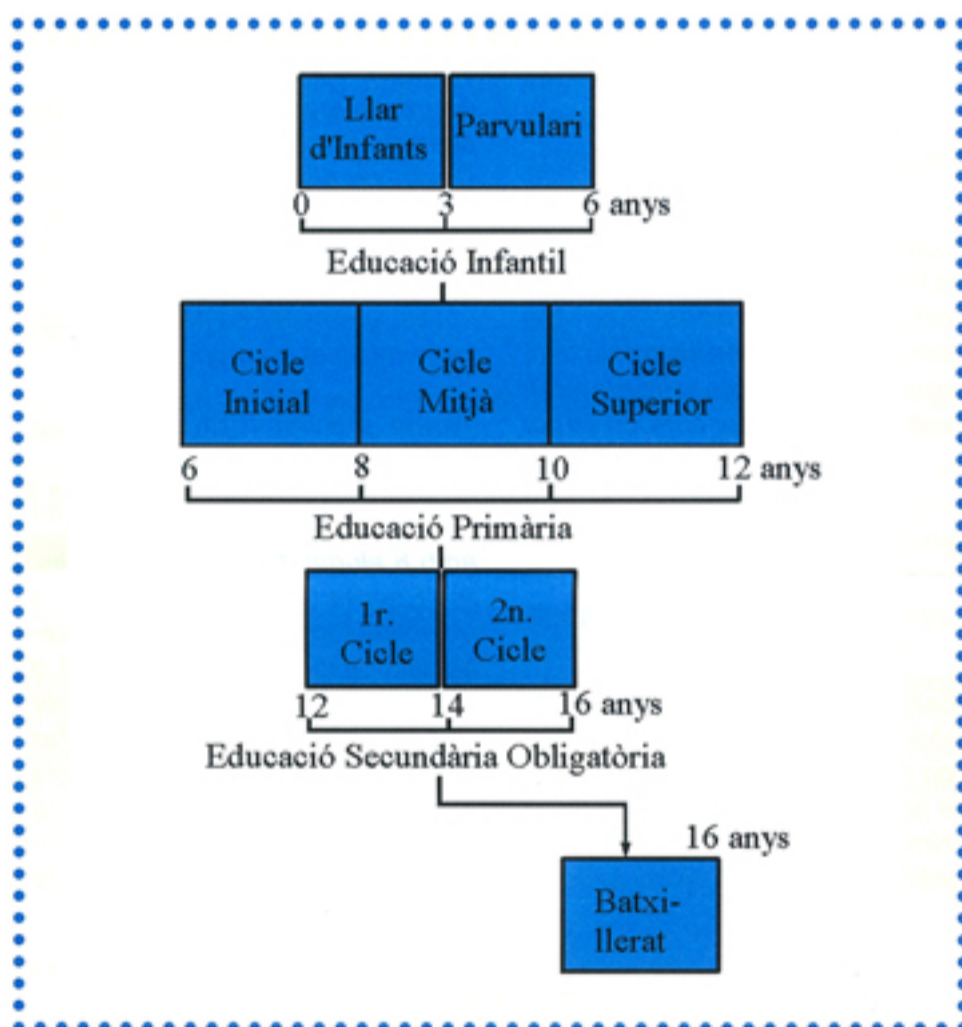 Llar
d'Infants
Parvulari
0 3 6 anys
Educació Infantil
Cicle
Inicial
Cicle
Mitjà
Cicle
Superior
6 8 10 12 anys
Educació Primària
1r.
Cicle
2n.
Cicle
12 14 16 anys
Educació Secundària Obligatòria
16 anys
Batxi-
llerat